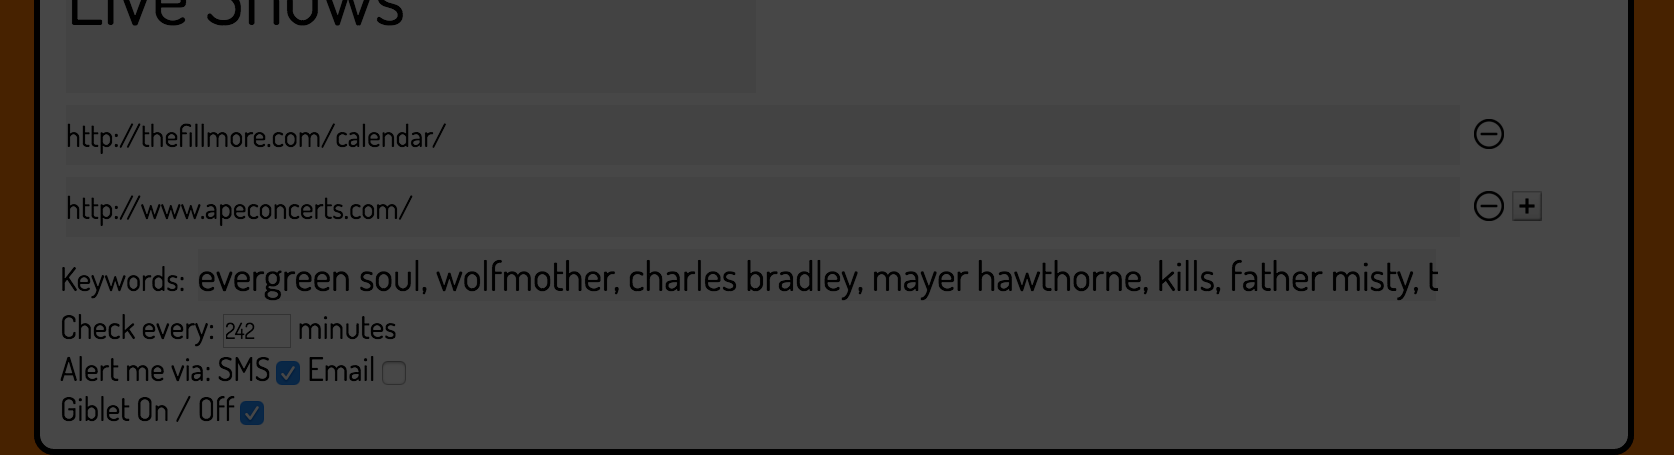 Live Shows
http://thefillmore.com/calendar/
http://www.apeconcerts.com/
Keywords: evergreen soul, wolfmother, charles bradley, mayer hawthorne, kills, father misty, t
Check every: 242 minutes
Alert me via: SMS Email
Giblet On / Off